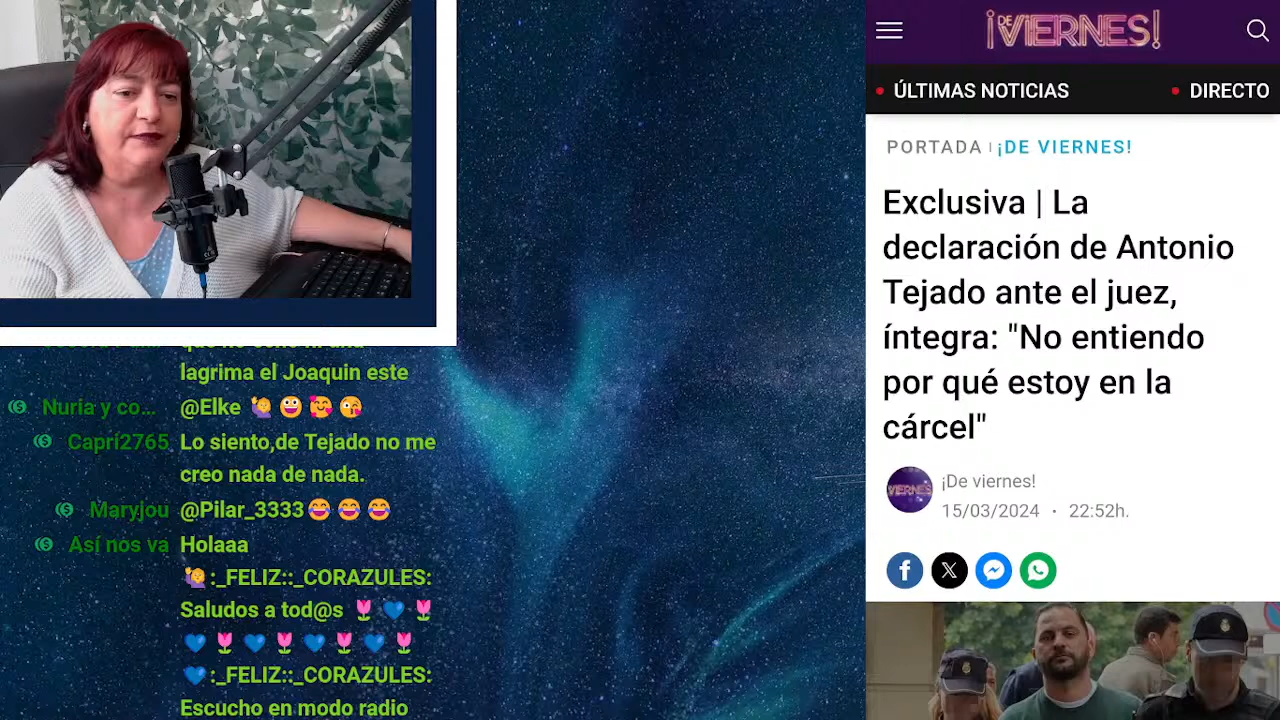 lagrima el Joaquin este
Nuria y co... @Elke 🙋 😃 🥰 😘
Caprí2765 Lo siento,de Tejado no me
creo nada de nada.
Maryjou @Pilar_3333 😂 😂 😂
Así nos va Holaaa
🙋:_FELIZ::_CORAZULES:
Saludos a tod@s 🌷 💙 🌷
💙 🌷 💙 🌷 💙 🌷 💙 🌷
💙:_FELIZ::_CORAZULES:
Escucho en modo radio
¡DE VIERNES!
ÚLTIMAS NOTICIAS
DIRECTO
PORTADA | ¡DE VIERNES!
Exclusiva | La
declaración de Antonio
Tejado ante el juez,
íntegra: "No entiendo
por qué estoy en la
cárcel"
VIERNES
¡De viernes!
15/03/2024 · 22:52h.